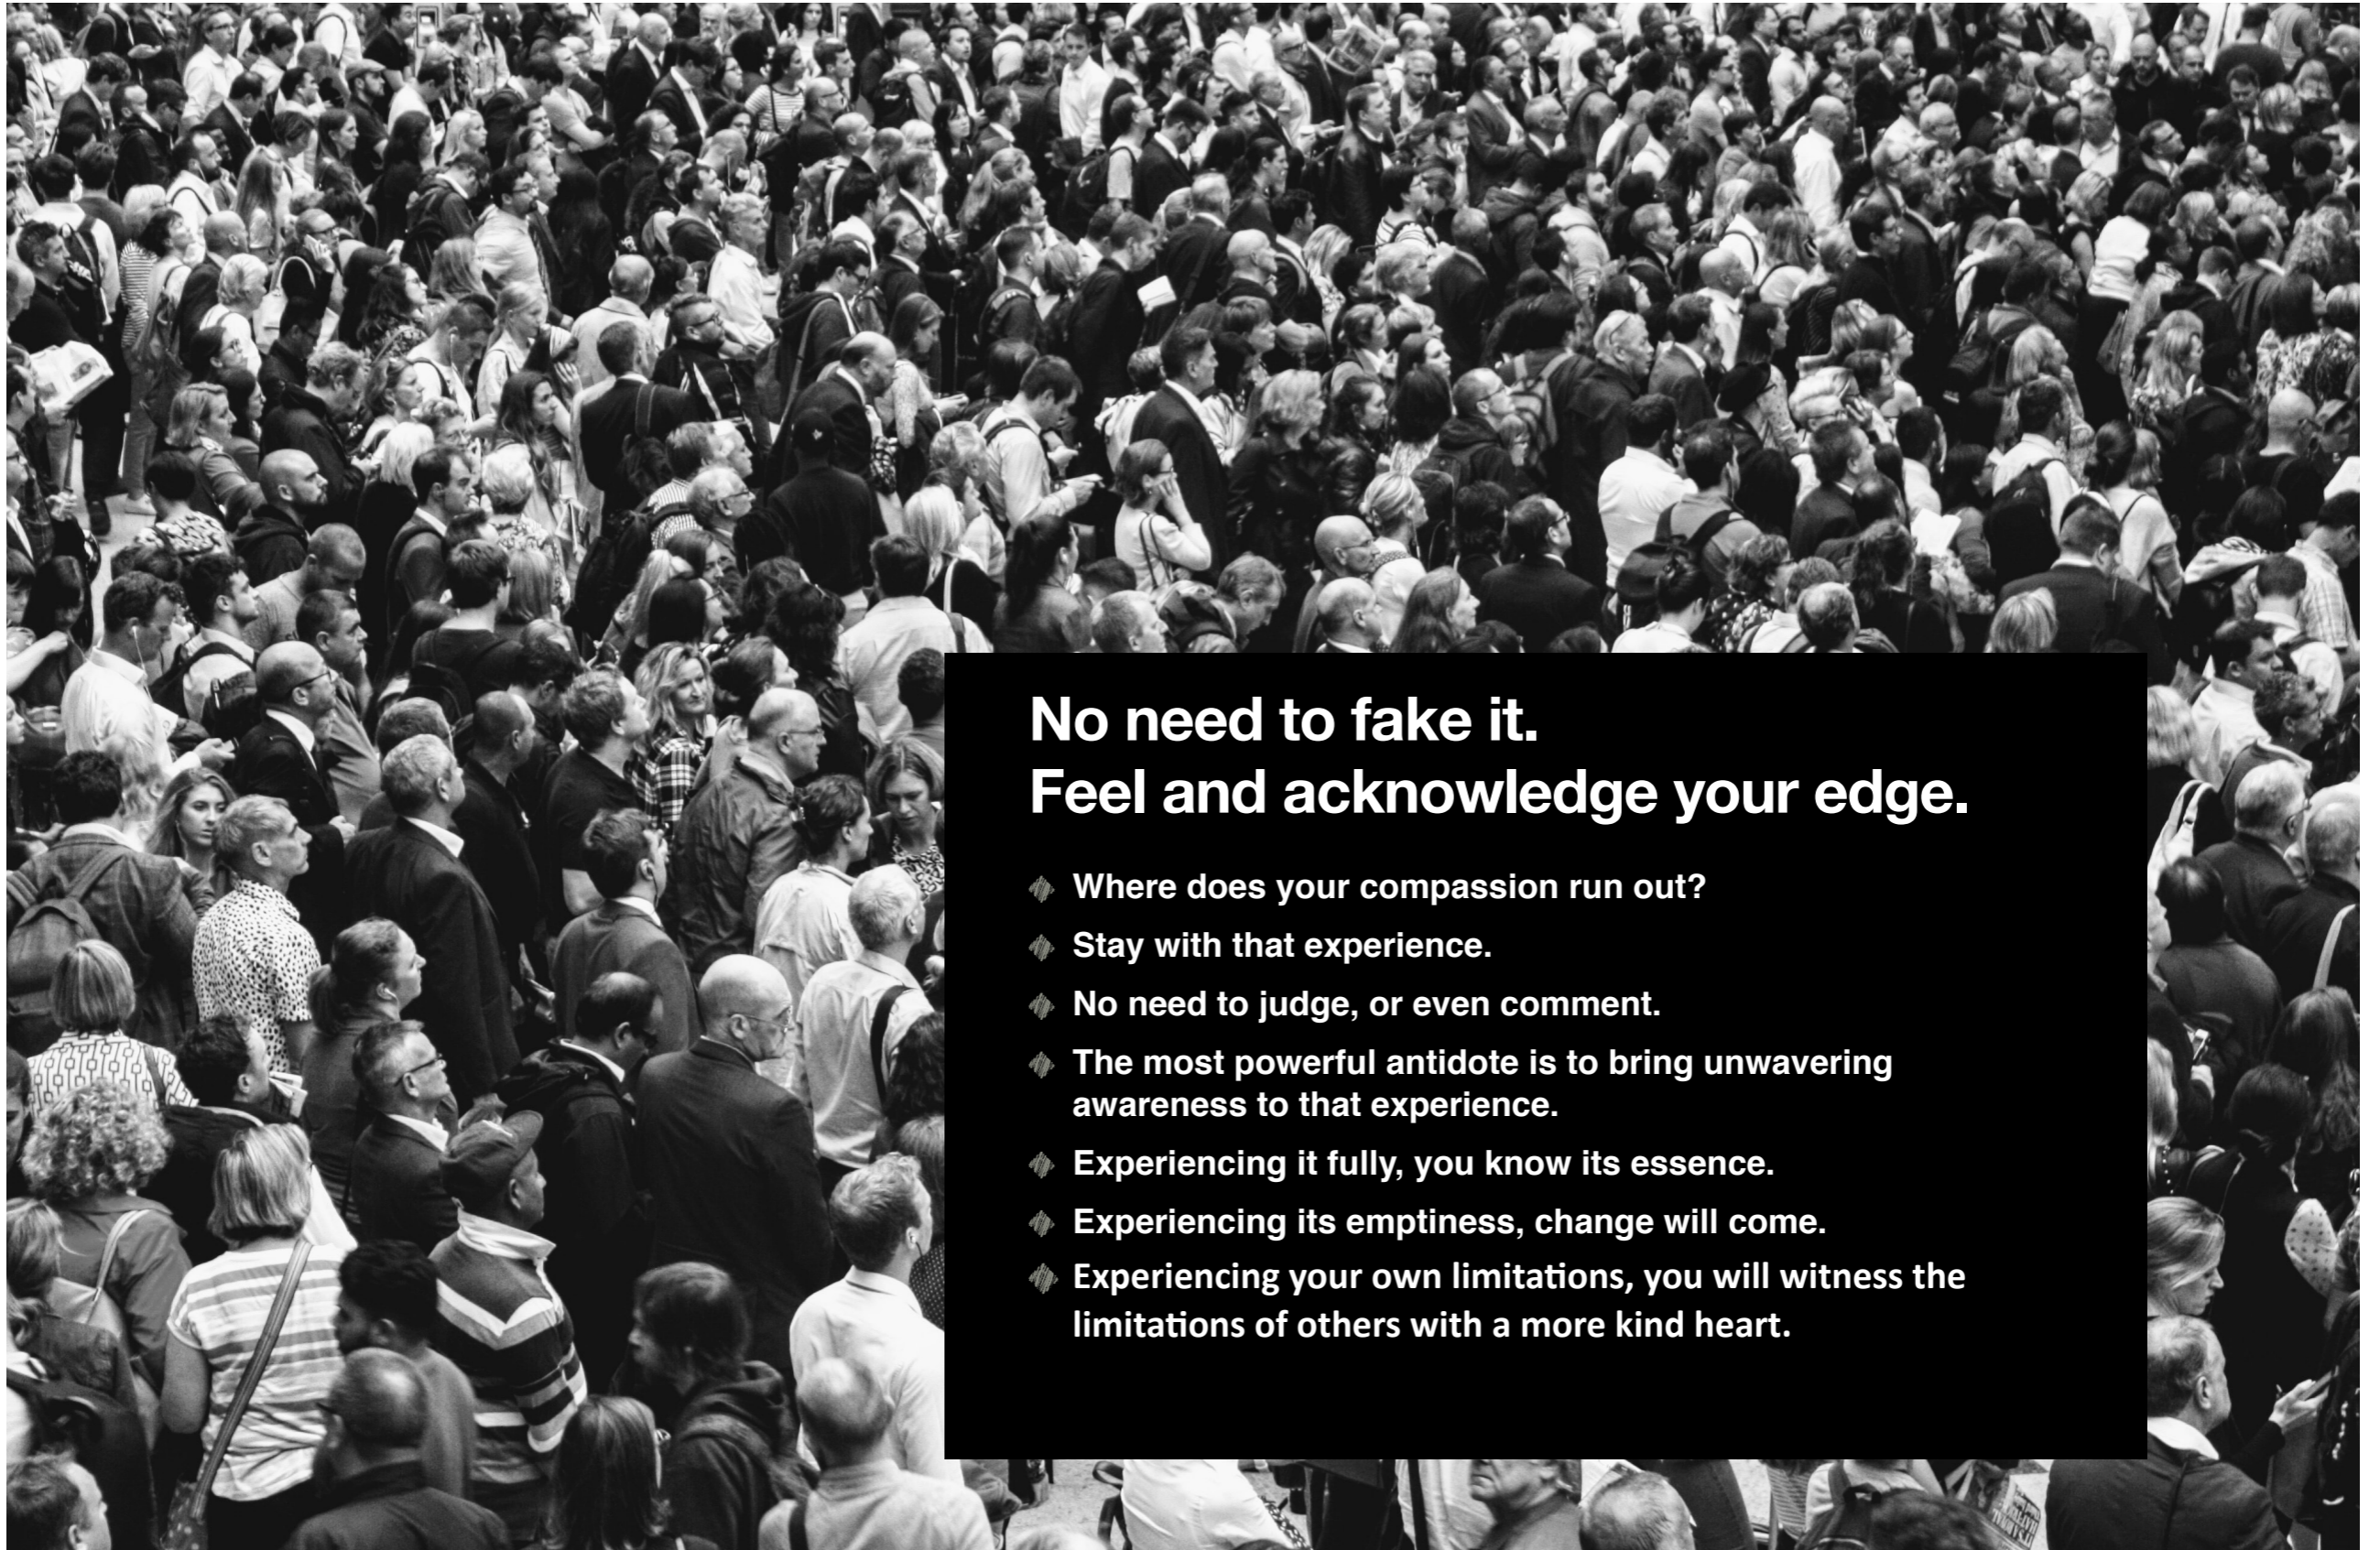 No need to fake it.
Feel and acknowledge your edge.
Where does your compassion run out?
Stay with that experience.
No need to judge, or even comment.
The most powerful antidote is to bring unwavering
awareness to that experience.
Experiencing it fully, you know its essence.
Experiencing its emptiness, change will come.
Experiencing your own limitations, you will witness the
limitations of others with a more kind heart.